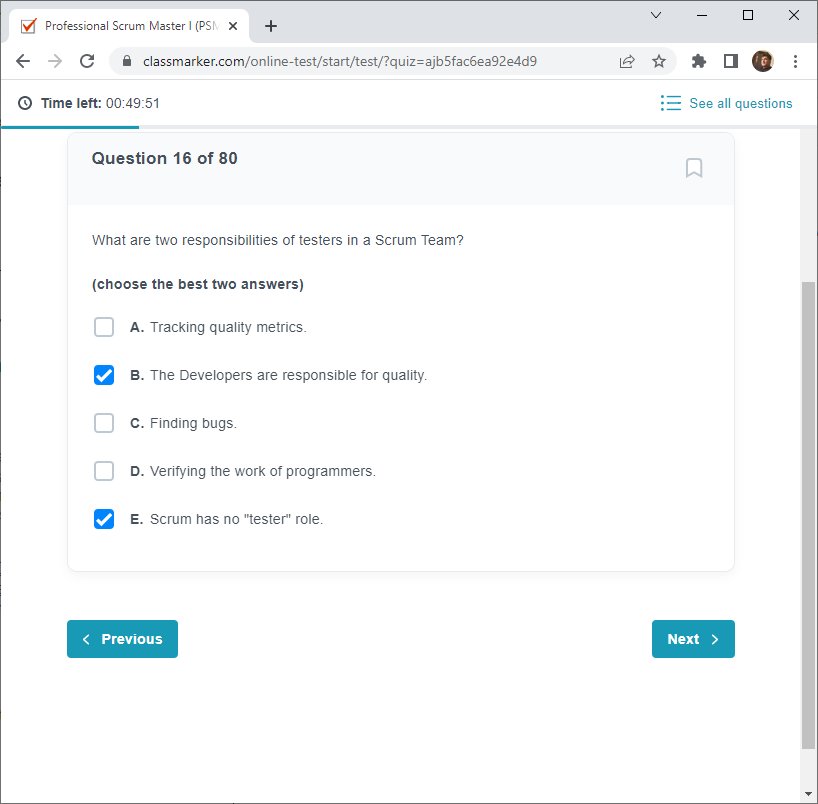 Professional Scrum Master I (PSM
classmarker.com/online-test/start/test/?quiz=ajb5fac6ea92e4d9
Time left: 00:49:51
See all questions
Question 16 of 80
What are two responsibilities of testers in a Scrum Team?
(choose the best two answers)
A. Tracking quality metrics.
B. The Developers are responsible for quality.
C. Finding bugs.
D. Verifying the work of programmers.
E. Scrum has no "tester" role.
Previous
Next